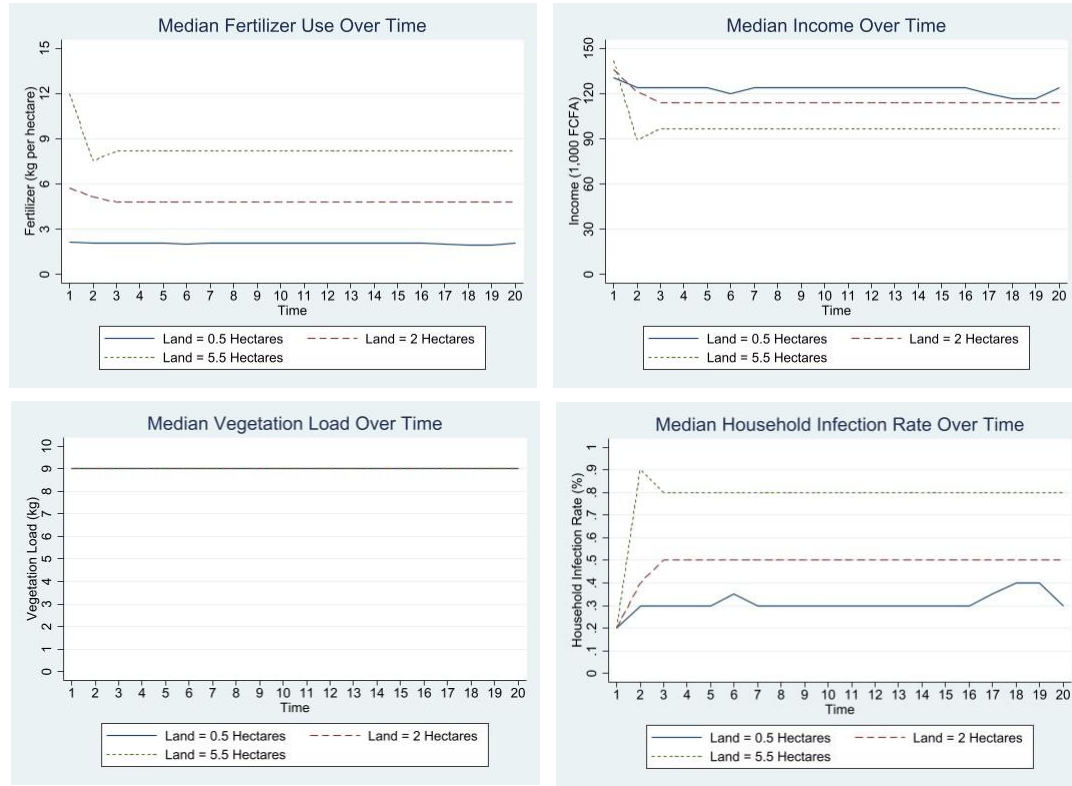 Median Fertilizer Use Over Time
Fertilizer (kg per hectare)
15
12
9
6
3
0
1 2 3 4 5 6 7 8 9 10 11 12 13 14 15 16 17 18 19 20
Time
Land = 0.5 Hectares Land = 2 Hectares
Land = 5.5 Hectares
Median Income Over Time
Income (1,000 FCFA)
150
120
90
60
30
0
1 2 3 4 5 6 7 8 9 10 11 12 13 14 15 16 17 18 19 20
Time
Land = 0.5 Hectares Land = 2 Hectares
Land = 5.5 Hectares
Median Vegetation Load Over Time
Vegetation Load (kg)
10
9
8
7
6
5
4
3
2
1
0
1 2 3 4 5 6 7 8 9 10 11 12 13 14 15 16 17 18 19 20
Time
Land = 0.5 Hectares Land = 2 Hectares
Land = 5.5 Hectares
Median Household Infection Rate Over Time
Household Infection Rate (%)
1
.9
.8
.7
.6
.5
.4
.3
.2
.1
0
1 2 3 4 5 6 7 8 9 10 11 12 13 14 15 16 17 18 19 20
Time
Land = 0.5 Hectares Land = 2 Hectares
Land = 5.5 Hectares